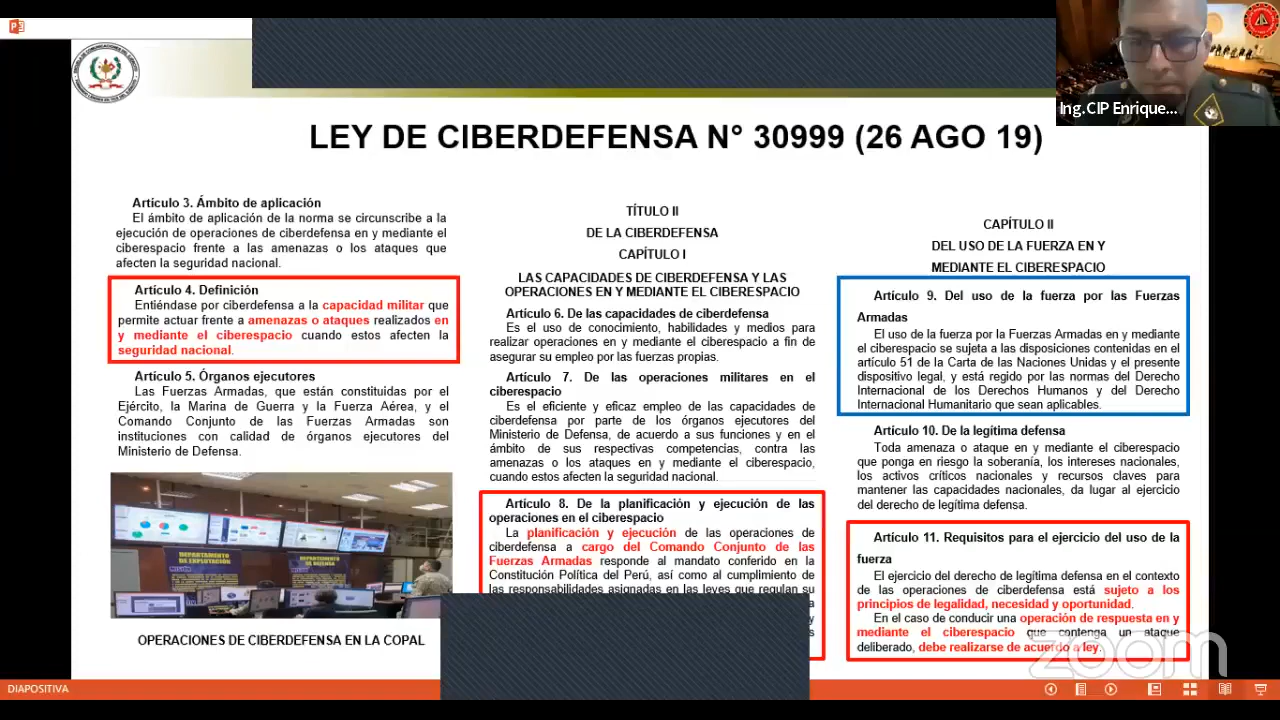 Ing.CIP Enrique...
LEY DE CIBERDEFENSA N° 30999 (26 AGO 19)
Artículo 3. Ámbito de aplicación
El ámbito de aplicación de la norma se circunscribe a la
ejecución de operaciones de ciberdefensa en y mediante el
ciberespacio frente a las amenazas o los ataques que
afecten la seguridad nacional.
Artículo 4. Definición
Entiéndase por ciberdefensa a la capacidad militar que
permite actuar frente a amenazas o ataques realizados en
y mediante el ciberespacio cuando estos afecten la
seguridad nacional.
Artículo 5. Órganos ejecutores
Las Fuerzas Armadas, que están constituidas por el
Ejército, la Marina de Guerra y la Fuerza Aérea, y el
Comando Conjunto de las Fuerzas Armadas son
instituciones con calidad de órganos ejecutores del
Ministerio de Defensa.
DEPARTAMENTO
DE EXPLOTACIÓN
MISIÓN
DEPARTAMENTO
DE DEFENSA
OPERACIONES DE CIBERDEFENSA EN LA COPAL
TÍTULO II
DE LA CIBERDEFENSA
CAPÍTULO I
LAS CAPACIDADES DE CIBERDEFENSA Y LAS
OPERACIONES EN Y MEDIANTE EL CIBERESPACIO
Artículo 6. De las capacidades de ciberdefensa
Es el uso de conocimiento, habilidades y medios para
realizar operaciones en y mediante el ciberespacio a fin de
asegurar su empleo por las fuerzas propias.
Artículo 7. De las operaciones militares en el
ciberespacio
Es el eficiente y eficaz empleo de las capacidades de
ciberdefensa por parte de los órganos ejecutores del
Ministerio de Defensa, de acuerdo a sus funciones y en el
ámbito de sus respectivas competencias, contra las
amenazas o los ataques en y mediante el ciberespacio,
cuando estos afecten la seguridad nacional.
Artículo 8. De la planificación y ejecución de las
operaciones en el ciberespacio
La planificación y ejecución de las operaciones de
ciberdefensa a cargo del Comando Conjunto de las
Fuerzas Armadas responde al mandato conferido en la
Constitución Política del Perú, así como al cumplimiento de
las responsabilidades asignadas en las leyes que regulan su
CAPÍTULO II
DEL USO DE LA FUERZA EN Y
MEDIANTE EL CIBERESPACIO
Artículo 9. Del uso de la fuerza por las Fuerzas
Armadas
El uso de la fuerza por la Fuerzas Armadas en y mediante
el ciberespacio se sujeta a las disposiciones contenidas en el
artículo 51 de la Carta de las Naciones Unidas y el presente
dispositivo legal, y está regido por las normas del Derecho
Internacional de los Derechos Humanos y del Derecho
Internacional Humanitario que sean aplicables.
Artículo 10. De la legítima defensa
Toda amenaza o ataque en y mediante el ciberespacio
que ponga en riesgo la soberanía, los intereses nacionales,
los activos críticos nacionales y recursos claves para
mantener las capacidades nacionales, da lugar al ejercicio
del derecho de legítima defensa.
Artículo 11. Requisitos para el ejercicio del uso de la
fuerza
El ejercicio del derecho de legítima defensa en el contexto
de las operaciones de ciberdefensa está sujeto a los
principios de legalidad, necesidad y oportunidad.
En el caso de conducir una operación de respuesta en y
mediante el ciberespacio que contenga un ataque
deliberado, debe realizarse de acuerdo a ley.
zoom
DIAPOSITIVA